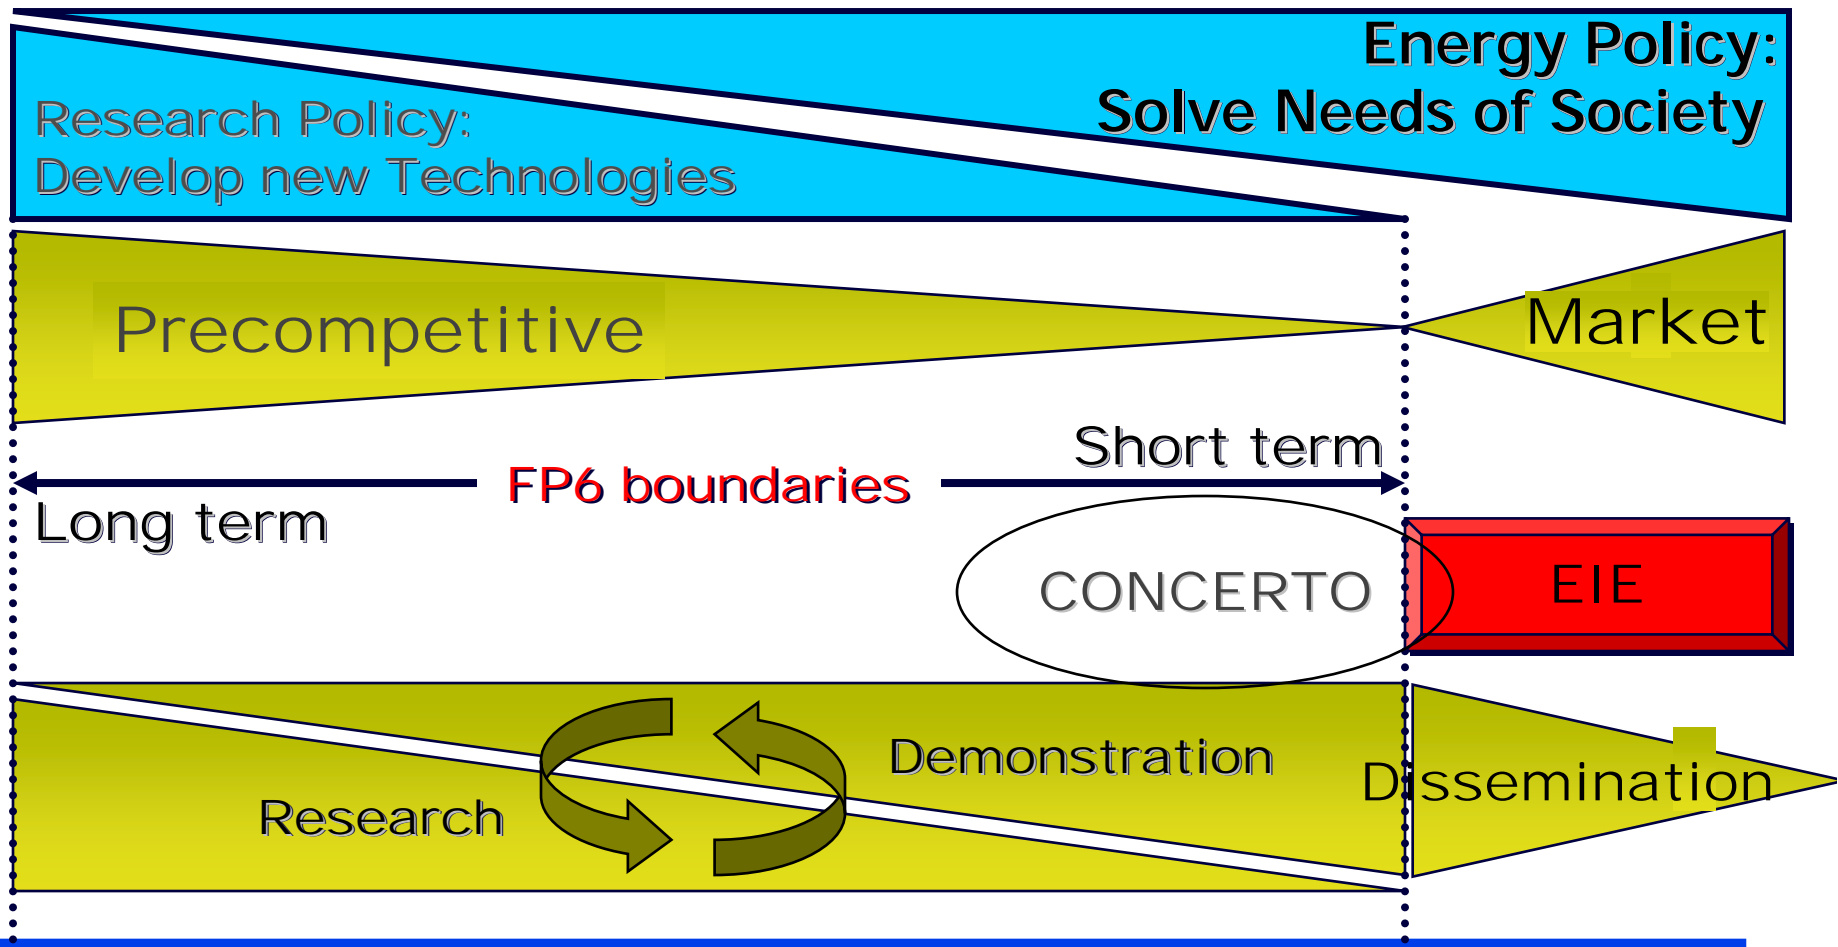 Energy Policy:
Solve Needs of Society
Research Policy:
Develop new Technologies
Precompetitive
Market
Short term
FP6 boundaries
Long term
CONCERTO
EIE
Demonstration
Dissemination
Research